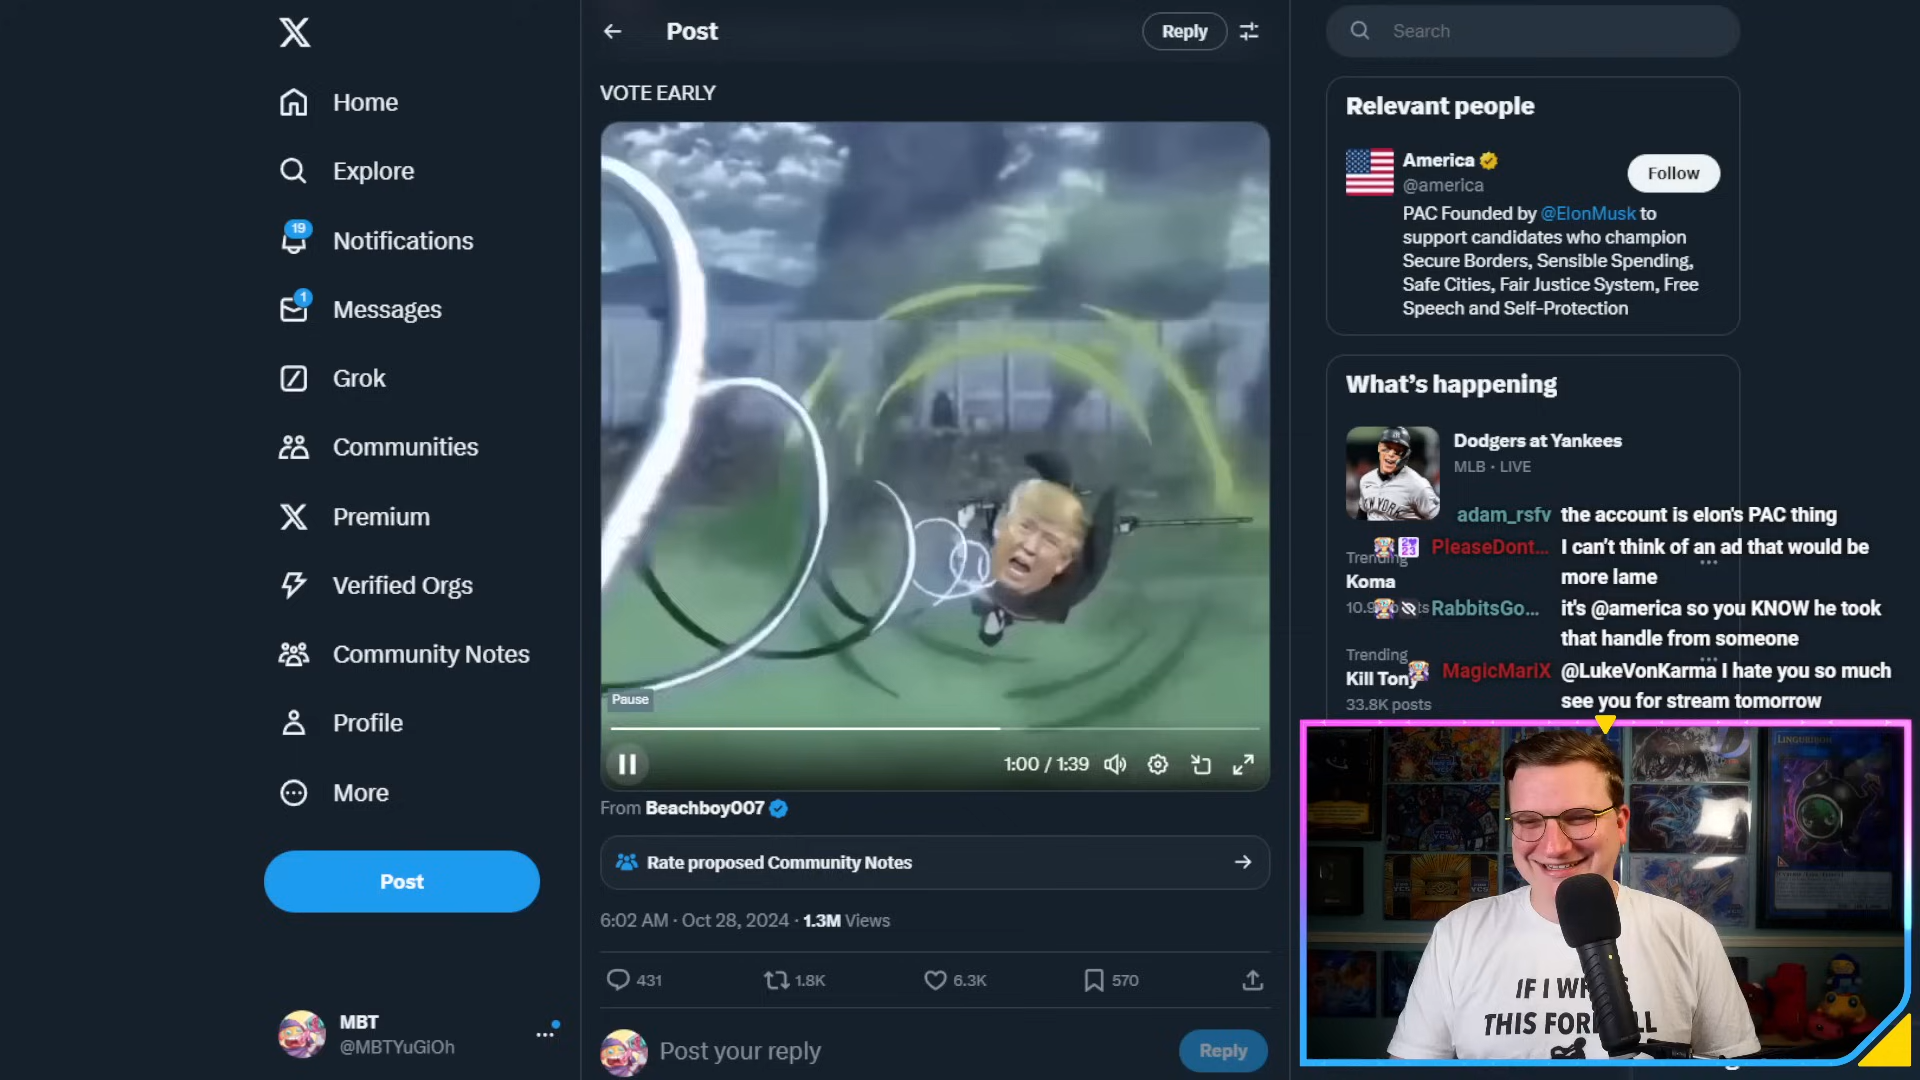 Home
Explore
19
Notifications
1
Messages
Grok
Communities
Premium
Verified Orgs
Community Notes
Profile
More
Post
MBT
@MBTYuGiOh
Post
Reply
VOTE EARLY
Pause
1:00 / 1:39
From Beachboy007
Rate proposed Community Notes
6:02 AM · Oct 28, 2024 · 1.3M Views
431
1.8K
6.3K
570
Post your reply
Reply
Search
Relevant people
America
@america
Follow
PAC Founded by @ElonMusk to
support candidates who champion
Secure Borders, Sensible Spending,
Safe Cities, Fair Justice System, Free
Speech and Self-Protection
What's happening
Dodgers at Yankees
MLB · LIVE
NEW YORK
Trending
Koma
Trending
Kill Tony
33.8K posts
adam_rsfv the account is elon's PAC thing
PleaseDont... I can't think of an ad that would be
more lame
RabbitsGo... it's @america so you KNOW he took
that handle from someone
MagicMariX @LukeVonKarma I hate you so much
see you for stream tomorrow
LINGURIBOH
IF I
THIS